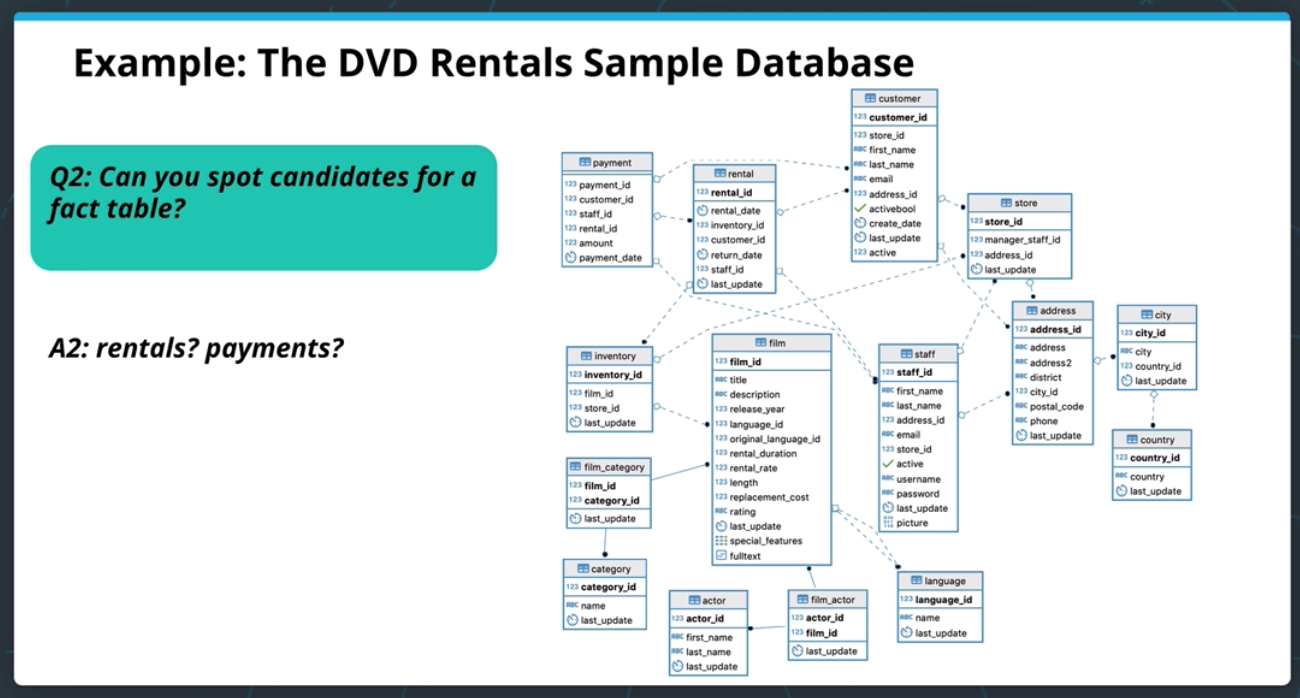 Example: The DVD Rentals Sample Database
Q2: Can you spot candidates for a
fact table?
A2: rentals? payments?
customer
123 customer_id
123 store_id
ABC first_name
ABC last_name
ABC email
123 address_id
activebool
create_date
last_update
123 active
payment
123 payment_id
123 customer_id
123 staff_id
123 rental_id
123 amount
payment_date
rental
123 rental_id
rental_date
123 inventory_id
123 customer_id
return_date
123 staff_id
last_update
store
123 store_id
123 manager_staff_id
123 address_id
last_update
address
123 address_id
ABC address
ABC address2
ABC district
123 city_id
ABC postal_code
ABC phone
last_update
city
123 city_id
ABC city
123 country_id
last_update
country
123 country_id
ABC country
last_update
inventory
123 inventory_id
123 film_id
123 store_id
last_update
film
123 film_id
ABC title
ABC description
123 release_year
123 language_id
123 original_language_id
123 rental_duration
123 rental_rate
123 length
123 replacement_cost
ABC rating
last_update
special_features
fulltext
staff
123 staff_id
ABC first_name
ABC last_name
123 address_id
ABC email
123 store_id
active
ABC username
ABC password
last_update
picture
film_category
123 film_id
123 category_id
last_update
category
123 category_id
ABC name
last_update
actor
123 actor_id
ABC first_name
ABC last_name
last_update
film_actor
123 actor_id
123 film_id
last_update
language
123 language_id
ABC name
last_update